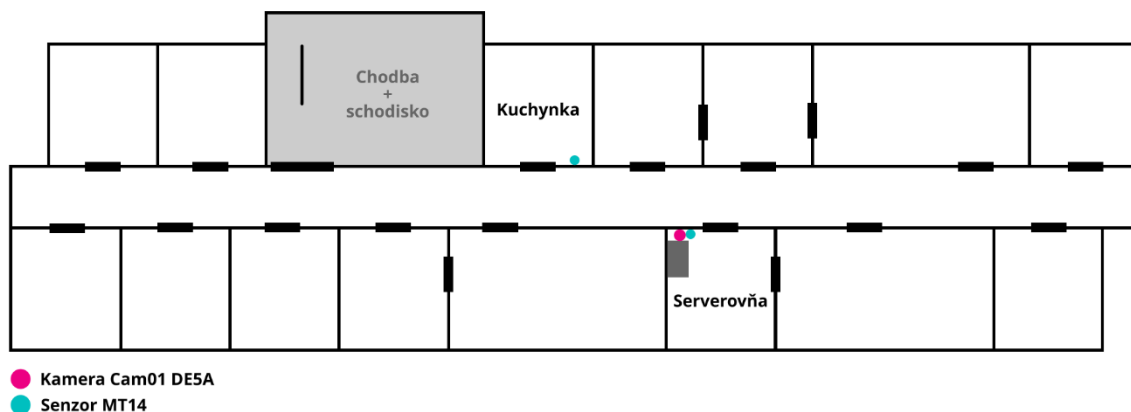 Chodba
+
schodisko
Kuchynka
Serverovňa
Kamera Cam01 DE5A
Senzor MT14